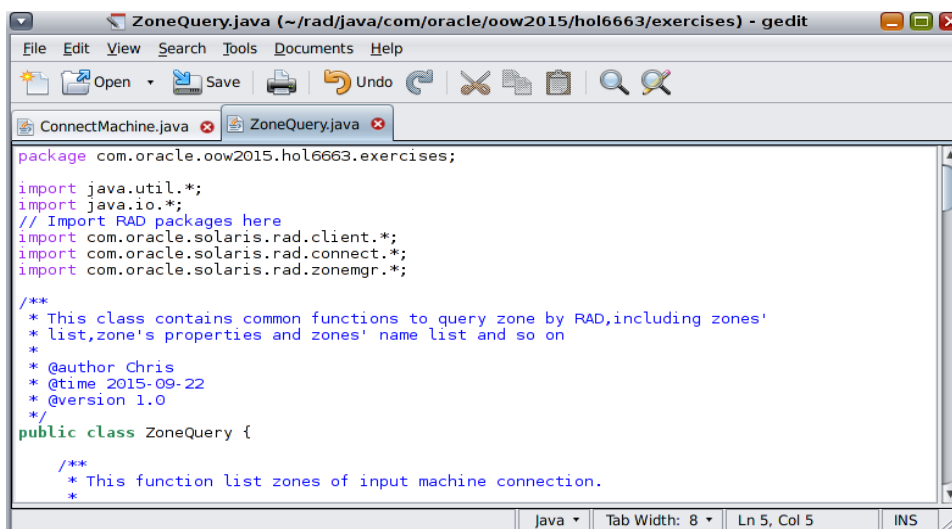 ZoneQuery.java (~/rad/java/com/oracle/oow2015/hol6663/exercises) - gedit
File Edit View Search Tools Documents Help
Open Save Undo
ConnectMachine.java ZoneQuery.java
package com.oracle.oow2015.hol6663.exercises;
import java.util.*;
import java.io.*;
// Import RAD packages here
import com.oracle.solaris.rad.client.*;
import com.oracle.solaris.rad.connect.*;
import com.oracle.solaris.rad.zonemgr.*;
/**
* This class contains common functions to query zone by RAD,including zones'
* list,zone's properties and zones' name list and so on
*
* @author Chris
* @time 2015-09-22
* @version 1.0
*/
public class ZoneQuery {
/**
* This function list zones of input machine connection.
*
Java Tab Width: 8 Ln 5, Col 5 INS